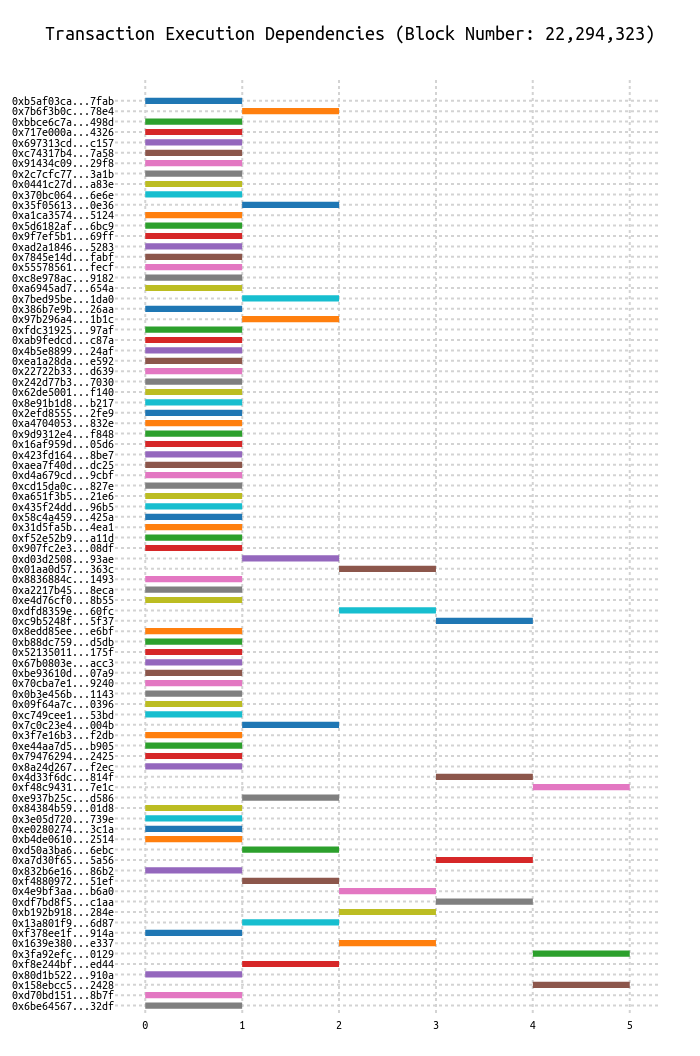 Transaction Execution Dependencies (Block Number: 22,294,323)
0xb5af03ca...7fab
0x7b6f3b0c...78e4
0xbbce6c7a...498d
0x717e000a...4326
0x697313cd...c157
0xc74317b4...7a58
0x91434c09...29f8
0x2c7cfc77...3a1b
0x0441c27d...a83e
0x370bc064...6e6e
0x35f05613...0e36
0xa1ca3574...5124
0x5d6182af...6bc9
0x9f7ef5b1...69ff
0xad2a1846...5283
0x7845e14d...fabf
0x55578561...fecf
0xc8e978ac...9182
0xa6945ad7...654a
0x7bed95be...1da0
0x386b7e9b...26aa
0x97b296a4...1b1c
0xfdc31925...97af
0xab9fedcd...c87a
0x4b5e8899...24af
0xea1a28da...e592
0x22722b33...d639
0x242d77b3...7030
0x62de5001...f140
0x8e91b1d8...b217
0x2efd8555...2fe9
0xa4704053...832e
0x9d9312e4...f848
0x16af959d...05d6
0x423fd164...8be7
0xaea7f40d...dc25
0xd4a679cd...9cbf
0xcd15da0c...827e
0xa651f3b5...21e6
0x435f24dd...96b5
0x58c4a459...425a
0x31d5fa5b...4ea1
0xf52e52b9...a11d
0x907fc2e3...08df
0xd03d2508...93ae
0x01aa0d57...363c
0x8836884c...1493
0xa2217b45...8eca
0xe4d76cf0...8b55
0xdfd8359e...60fc
0xc9b5248f...5f37
0x8edd85ee...e6bf
0xb88dc759...d5db
0x52135011...175f
0x67b0803e...acc3
0xbe93610d...07a9
0x70cba7e1...9240
0x0b3e456b...1143
0x09f64a7c...0396
0xc749cee1...53bd
0x7c0c23e4...004b
0x3f7e16b3...f2db
0xe44aa7d5...b905
0x79476294...2425
0x8a24d267...f2ec
0x4d33f6dc...814f
0xf48c9431...7e1c
0xe937b25c...d586
0x84384b59...01d8
0x3e05d720...739e
0xe0280274...3c1a
0xb4de0610...2514
0xd50a3ba6...6ebc
0xa7d30f65...5a56
0x832b6e16...86b2
0xf4880972...51ef
0x4e9bf3aa...b6a0
0xdf7bd8f5...c1aa
0xb192b918...284e
0x13a801f9...6d87
0xf378ee1f...914a
0x1639e380...e337
0x3fa92efc...0129
0xf8e244bf...ed44
0x80d1b522...910a
0x158ebcc5...2428
0xd70bd151...8b7f
0x6be64567...32df
0 1 2 3 4 5